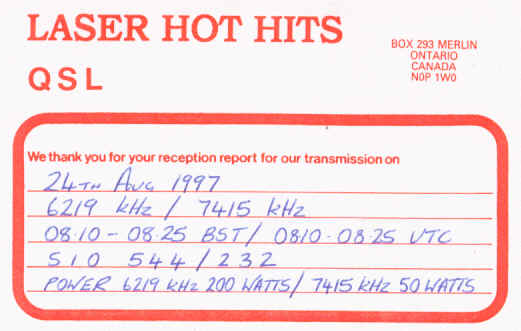 LASER HOT HITS
QSL
BOX 293 MERLIN
ONTARIO
CANADA
N0P 1W0
We thank you for your reception report for our transmission on
24TH AUG 1997
6219 kHz / 7415 kHz
08.10 - 08.25 BST / 0810-0825 UTC
SIO 544 / 232
POWER 6219 kHz 200 WATTS / 7415 kHz 50 WATTS